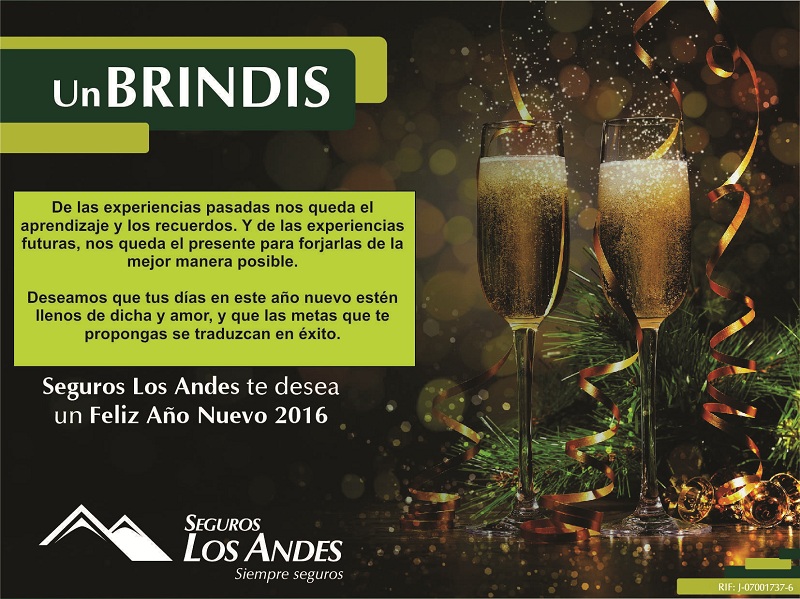 Un BRINDIS
De las experiencias pasadas nos queda el
aprendizaje y los recuerdos. Y de las experiencias
futuras, nos queda el presente para forjarlas de la
mejor manera posible.
Deseamos que tus días en este año nuevo estén
llenos de dicha y amor, y que las metas que te
propongas se traduzcan en éxito.
Seguros Los Andes te desea
un Feliz Año Nuevo 2016
SEGUROS
LOS ANDES
Siempre seguros
RIF: J-07001737-6